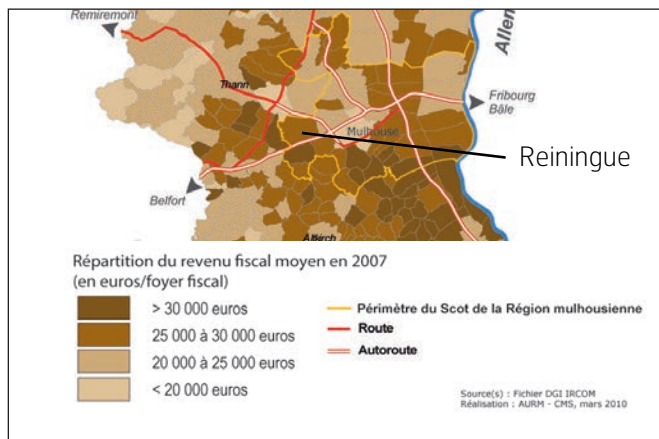 Remiremont
Allem
Thann
Fribourg
Bâle
Mulhouse
Reiningue
Belfort
Altkirch
Répartition du revenu fiscal moyen en 2007
(en euros/foyer fiscal)
> 30 000 euros
25 000 à 30 000 euros
20 000 à 25 000 euros
< 20 000 euros
Périmètre du Scot de la Région mulhousienne
Route
Autoroute
Source(s) : Fichier DGI IRCOM
Réalisation : AURM - CMS, mars 2010